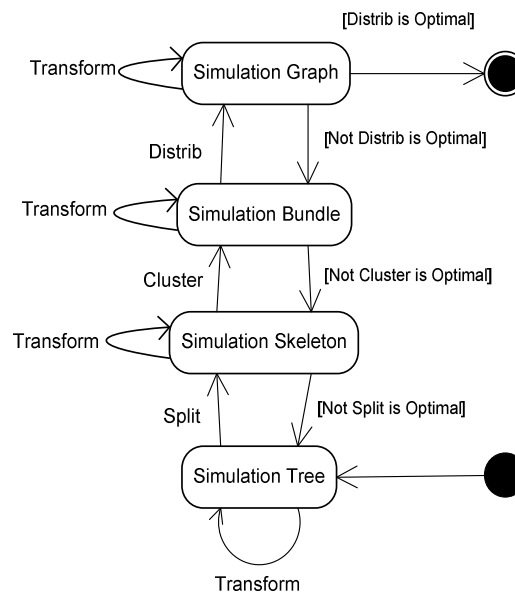 [Distrib is Optimal]
Transform
Simulation Graph
[Not Distrib is Optimal]
Distrib
Transform
Simulation Bundle
[Not Cluster is Optimal]
Cluster
Transform
Simulation Skeleton
[Not Split is Optimal]
Split
Simulation Tree
Transform